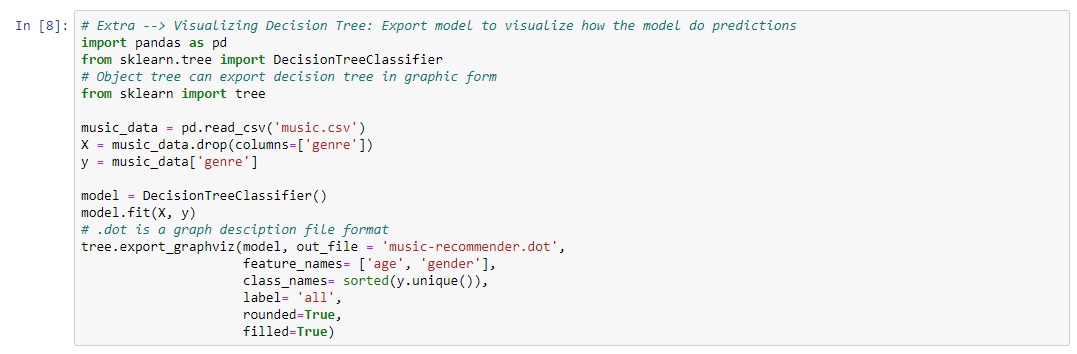 In [8]: # Extra --> Visualizing Decision Tree: Export model to visualize how the model do predictions
import pandas as pd
from sklearn.tree import DecisionTreeClassifier
# Object tree can export decision tree in graphic form
from sklearn import tree

music_data = pd.read_csv('music.csv')
X = music_data.drop(columns=['genre'])
y = music_data['genre']

model = DecisionTreeClassifier()
model.fit(X, y)
# .dot is a graph desciption file format
tree.export_graphviz(model, out_file = 'music-recommender.dot',
                     feature_names= ['age', 'gender'],
                     class_names= sorted(y.unique()),
                     label= 'all',
                     rounded=True,
                     filled=True)